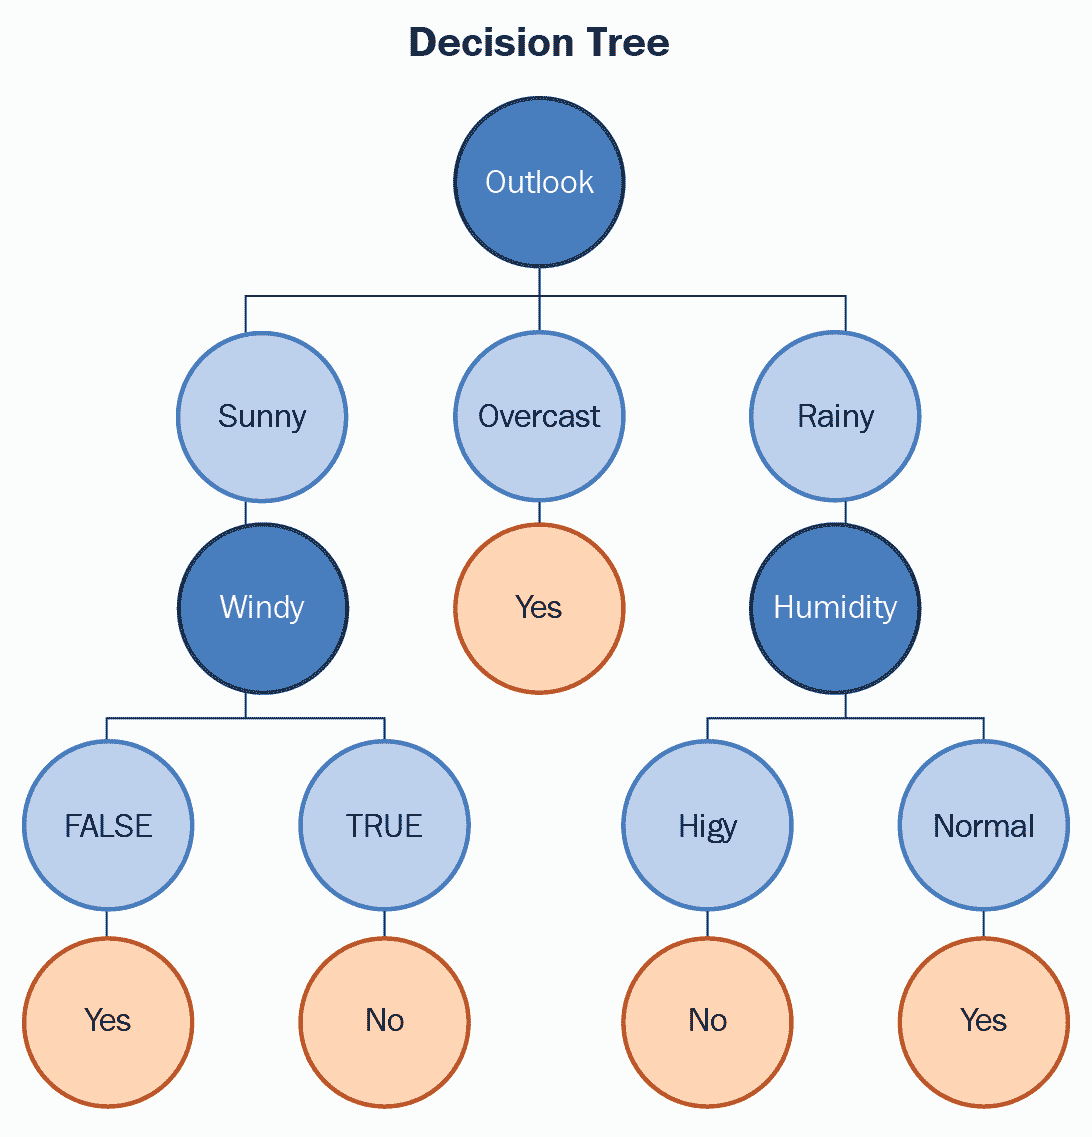 Decision Tree
Outlook
Sunny
Overcast
Rainy
Windy
Yes
Humidity
FALSE
TRUE
Higy
Normal
Yes
No
No
Yes